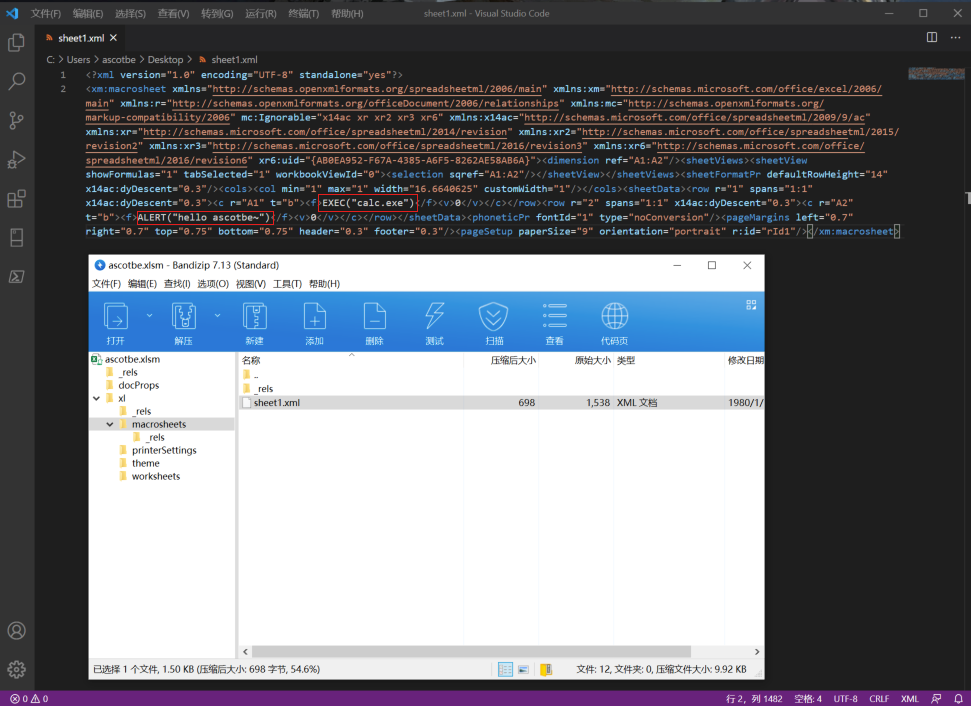 文件(F) 编辑(E) 选择(S) 查看(V) 转到(G) 运行(R) 终端(T) 帮助(H) sheet1.xml - Visual Studio Code
sheet1.xml
C: > Users > ascotbe > Desktop > sheet1.xml
1 <?xml version="1.0" encoding="UTF-8" standalone="yes"?>
2 <xm:macrosheet xmlns="http://schemas.openxmlformats.org/spreadsheetml/2006/main" xmlns:xm="http://schemas.microsoft.com/office/excel/2006/
main" xmlns:r="http://schemas.openxmlformats.org/officeDocument/2006/relationships" xmlns:mc="http://schemas.openxmlformats.org/
markup-compatibility/2006" mc:Ignorable="x14ac xr xr2 xr3 xr6" xmlns:x14ac="http://schemas.microsoft.com/office/spreadsheetml/2009/9/ac"
xmlns:xr="http://schemas.microsoft.com/office/spreadsheetml/2014/revision" xmlns:xr2="http://schemas.microsoft.com/office/spreadsheetml/2015/
revision2" xmlns:xr3="http://schemas.microsoft.com/office/spreadsheetml/2016/revision3" xmlns:xr6="http://schemas.microsoft.com/office/
spreadsheetml/2016/revision6" xr6:uid="{AB0EA952-F67A-4385-A6F5-8262AE58AB6A}"><dimension ref="A1:A2"/><sheetViews><sheetView
showFormulas="1" tabSelected="1" workbookViewId="0"><selection sqref="A1:A2"/></sheetView></sheetViews><sheetFormatPr defaultRowHeight="14"
x14ac:dyDescent="0.3"/><cols><col min="1" max="1" width="16.6640625" customWidth="1"/></cols><sheetData><row r="1" spans="1:1"
x14ac:dyDescent="0.3"><c r="A1" t="b"><f>EXEC("calc.exe")</f><v>0</v></c></row><row r="2" spans="1:1" x14ac:dyDescent="0.3"><c r="A2"
t="b"><f>ALERT("hello ascotbe~")</f><v>0</v></c></row></sheetData><phoneticPr fontId="1" type="noConversion"/><pageMargins left="0.7"
right="0.7" top="0.75" bottom="0.75" header="0.3" footer="0.3"/><pageSetup paperSize="9" orientation="portrait" r:id="rId1"/></xm:macrosheet>
ascotbe.xlsm - Bandizip 7.13 (Standard)
文件(F) 编辑(E) 查找(I) 选项(O) 视图(V) 工具(T) 帮助(H)
打开 解压 新建 添加 删除 测试 扫描 查看 代码页
ascotbe.xlsm
_rels
docProps
xl
_rels
macrosheets
_rels
printerSettings
theme
worksheets
名称 压缩后大小 原始大小 类型 修改日期
..
_rels
sheet1.xml 698 1,538 XML 文档 1980/1/
已选择 1 个文件, 1.50 KB (压缩后大小: 698 字节, 54.6%) 文件: 12, 文件夹: 0, 压缩文件大小: 9.92 KB
0 0 行 2，列 1482 空格: 4 UTF-8 CRLF XML